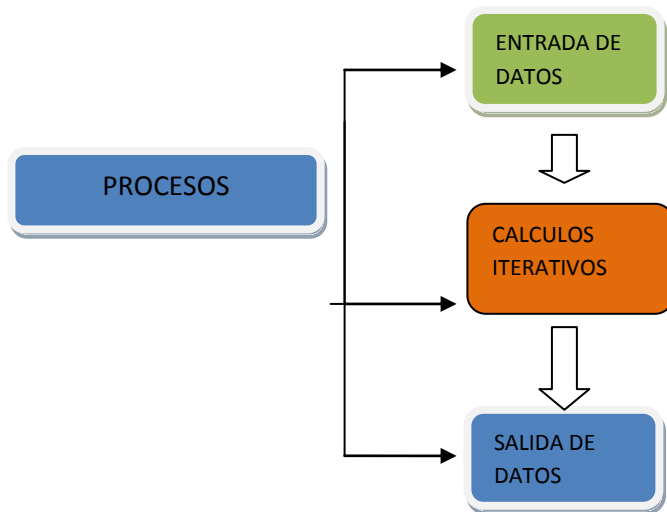 PROCESOS
ENTRADA DE
DATOS
CALCULOS
ITERATIVOS
SALIDA DE
DATOS